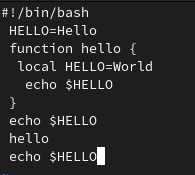 #!/bin/bash
HELLO=Hello
function hello {
local HELLO=World
echo $HELLO
}
echo $HELLO
hello
echo $HELLO